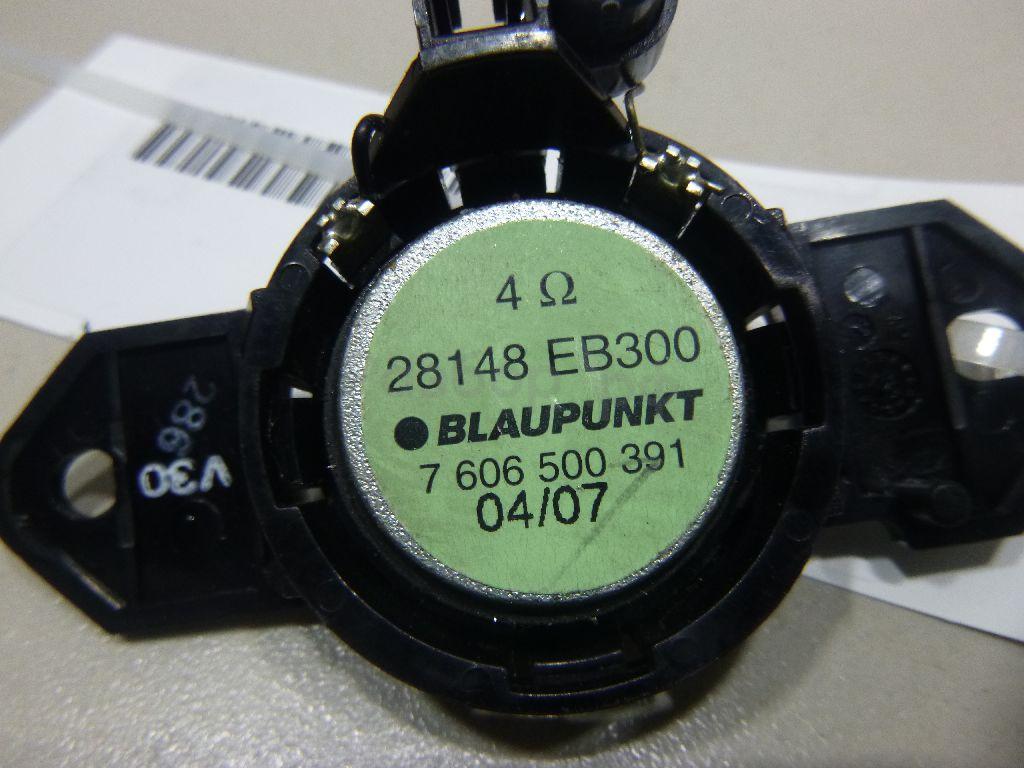 4 Ω
28148 EB300
BLAUPUNKT
7 606 500 391
04/07
286
V30